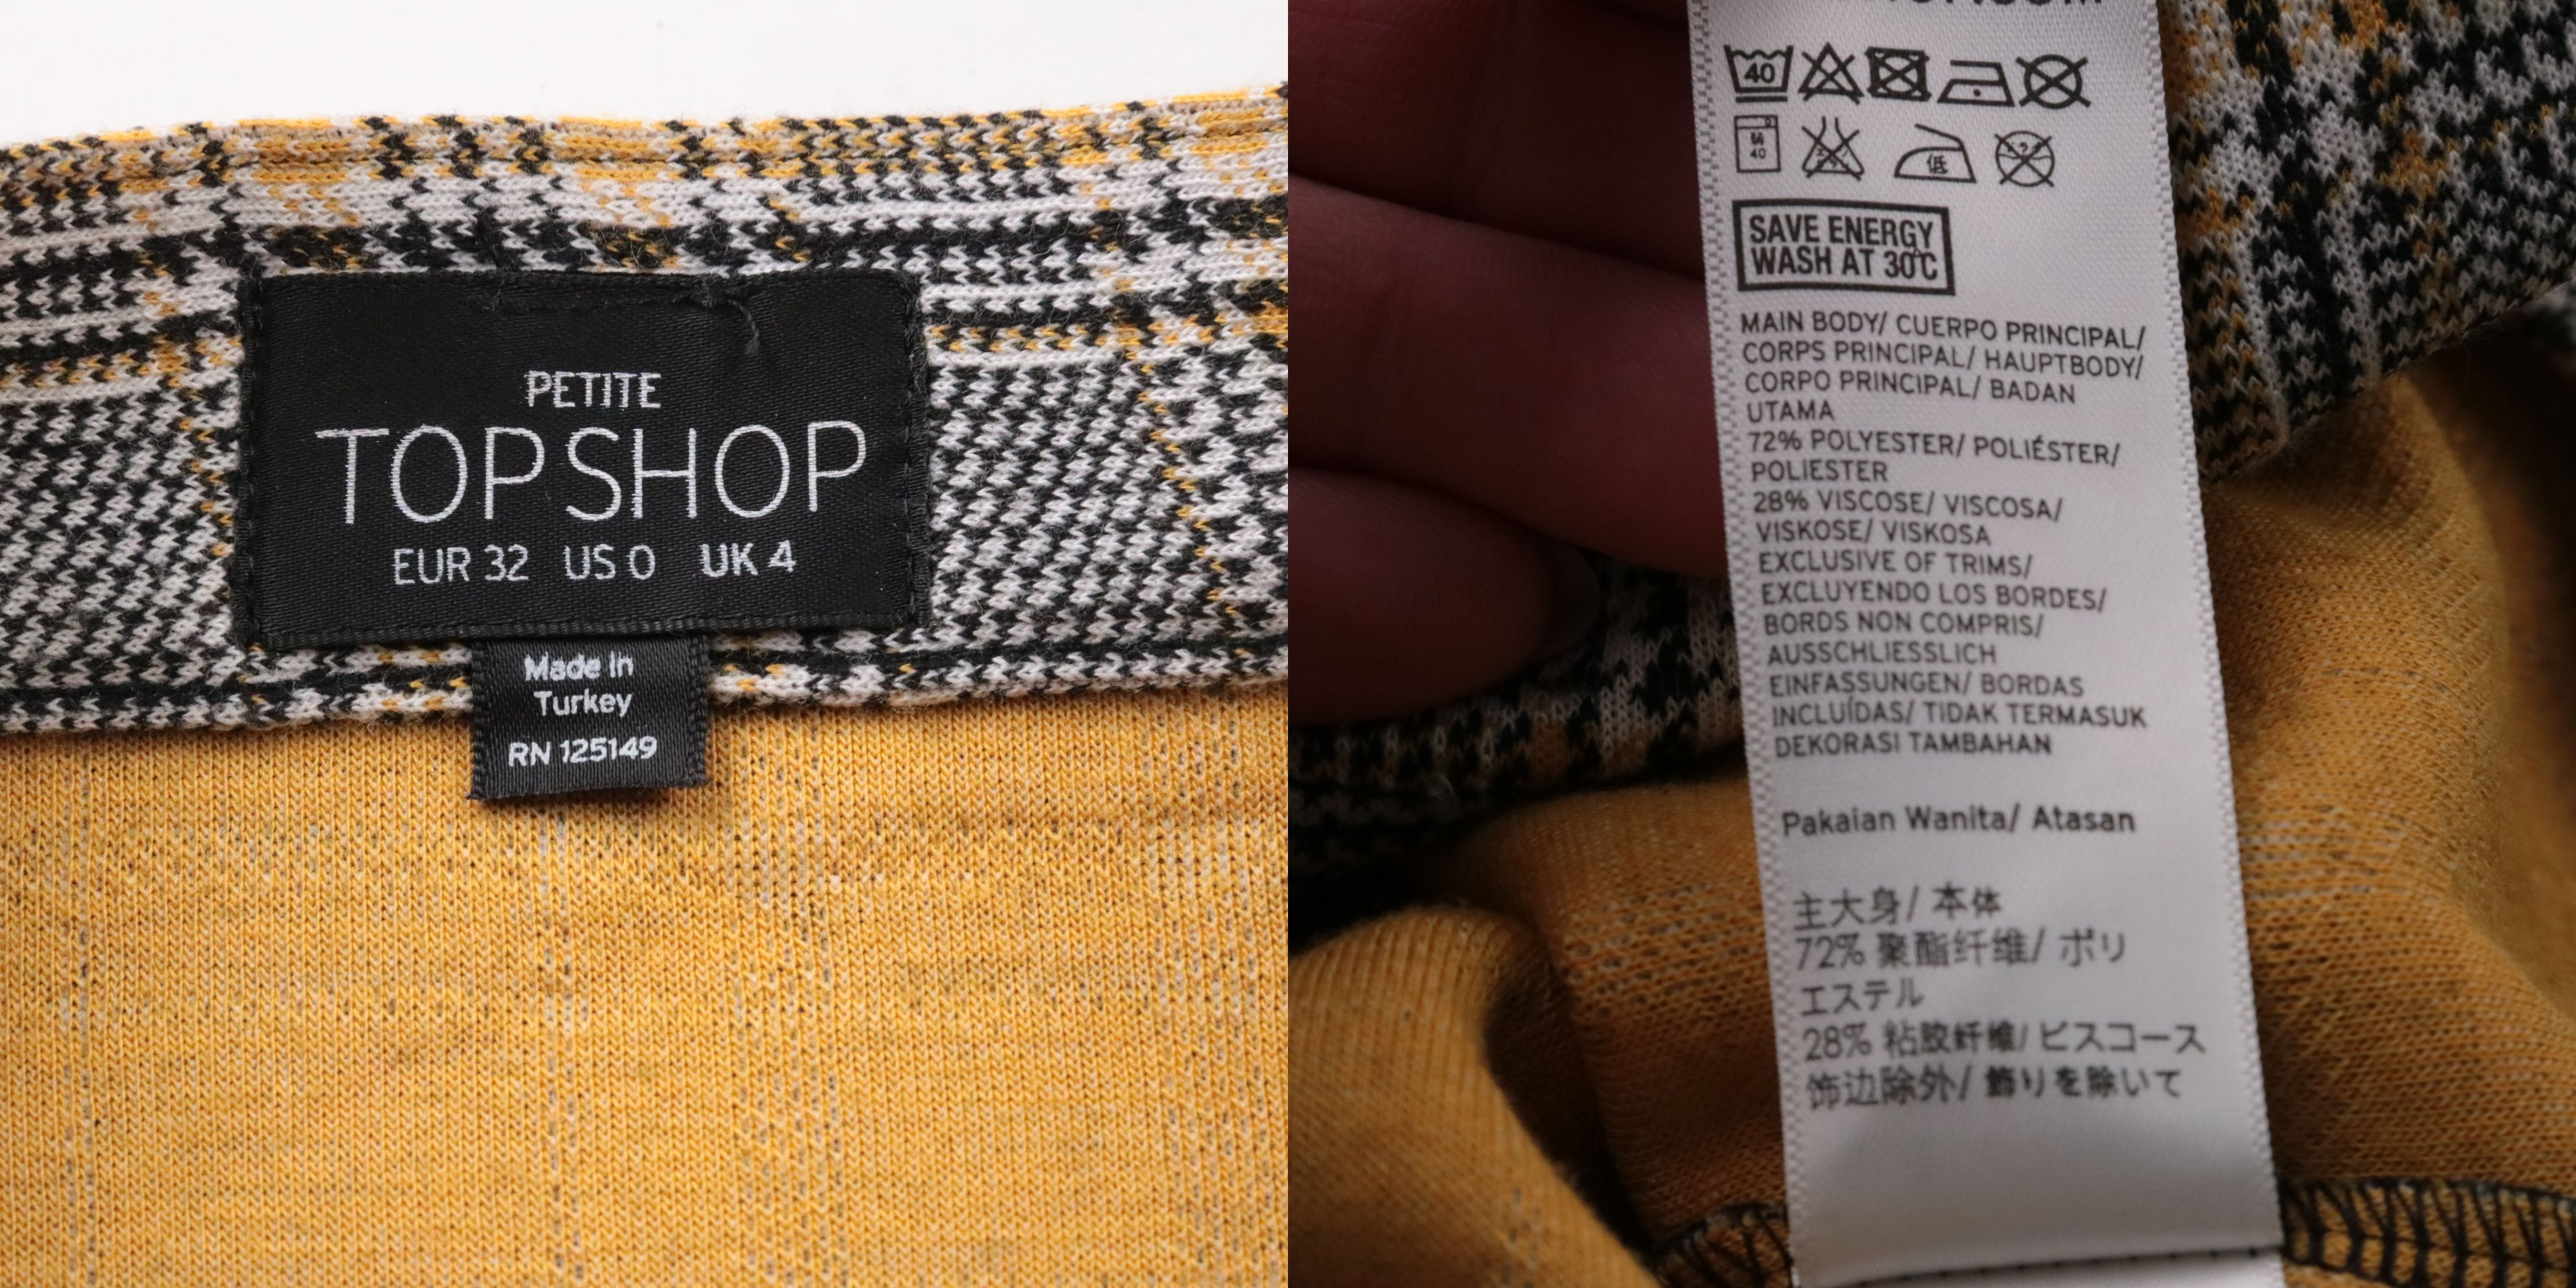 PETITE
TOPSHOP
EUR 32 US 0 UK 4
Made in
Turkey
RN 125149
40
40
低
SAVE ENERGY
WASH AT 30°C
MAIN BODY/ CUERPO PRINCIPAL/
CORPS PRINCIPAL/ HAUPTBODY/
CORPO PRINCIPAL/ BADAN
UTAMA
72% POLYESTER/ POLIÉSTER/
POLIESTER
28% VISCOSE/ VISCOSA/
VISKOSE/ VISKOSA
EXCLUSIVE OF TRIMS/
EXCLUYENDO LOS BORDES/
BORDS NON COMPRIS/
AUSSCHLIESSLICH
EINFASSUNGEN/ BORDAS
INCLUÍDAS/ TIDAK TERMASUK
DEKORASI TAMBAHAN
Pakaian Wanita/ Atasan
主大身/ 本体
72% 聚酯纤维/ ポリ
エステル
28% 粘胶纤维/ ビスコース
饰边除外/ 飾りを除いて